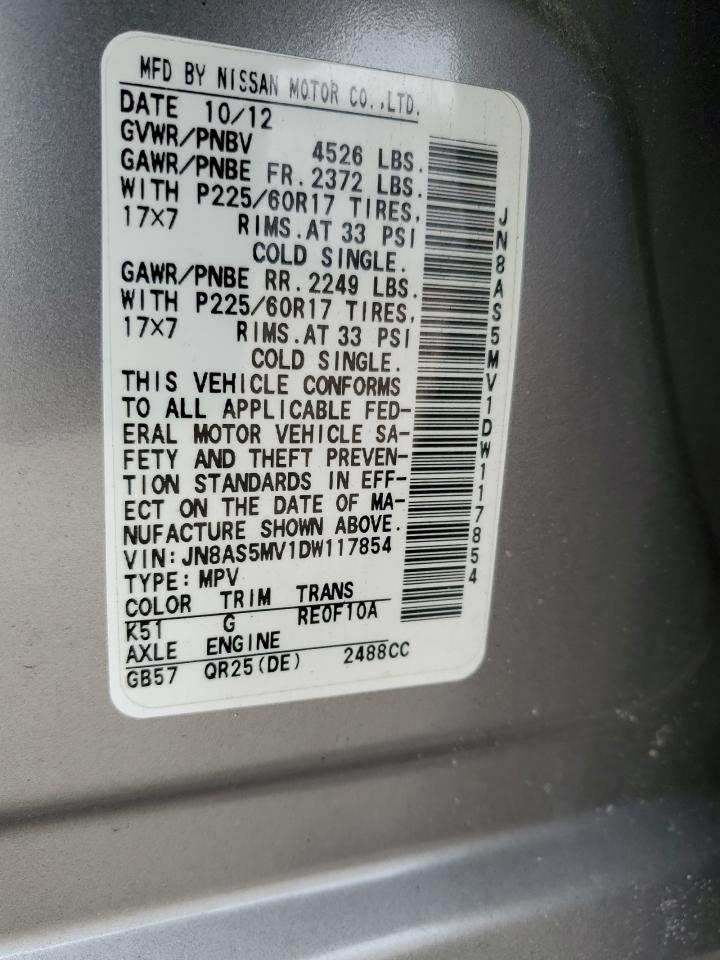 MFD BY NISSAN MOTOR CO.,LTD.
DATE 10/12
GVWR/PNBV 4526 LBS.
GAWR/PNBE FR. 2372 LBS.
WITH P225/60R17 TIRES,
17X7 RIMS.AT 33 PSI
COLD SINGLE.
GAWR/PNBE RR. 2249 LBS.
WITH P225/60R17 TIRES,
17X7 RIMS.AT 33 PSI
COLD SINGLE.
THIS VEHICLE CONFORMS
TO ALL APPLICABLE FED-
ERAL MOTOR VEHICLE SA-
FETY AND THEFT PREVEN-
TION STANDARDS IN EFF-
ECT ON THE DATE OF MA-
NUFACTURE SHOWN ABOVE.
VIN: JN8AS5MV1DW117854
TYPE: MPV
COLOR TRIM TRANS
K51 G RE0F10A
AXLE ENGINE
GB57 QR25(DE) 2488CC
JN8AS5MV1DW117854